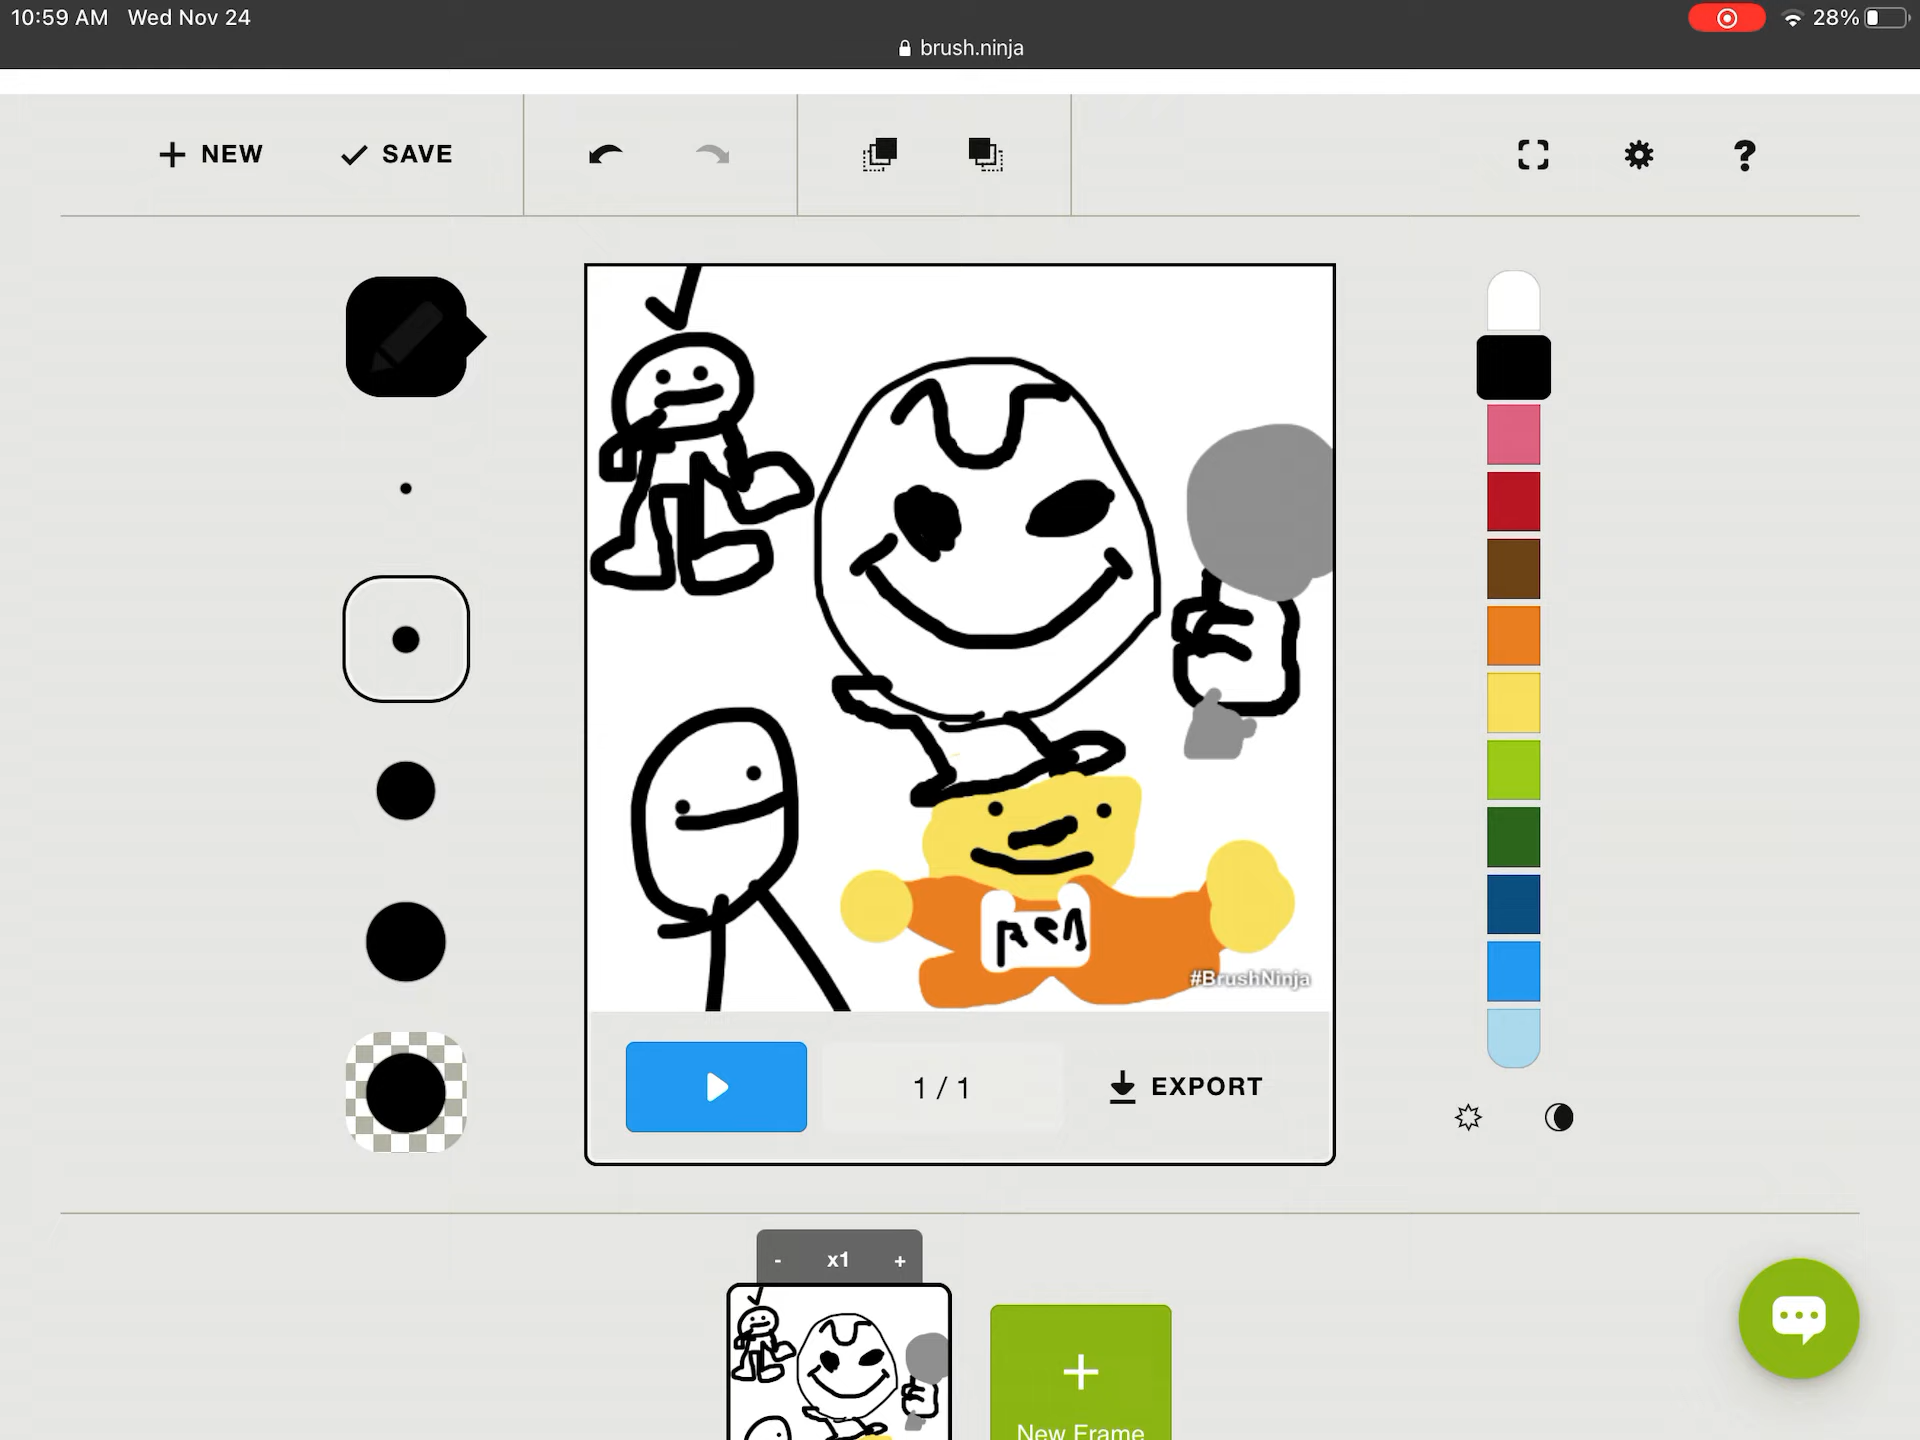 10:59 AM Wed Nov 24
28%
brush.ninja
NEW
SAVE
?
#BrushNinja
1 / 1
EXPORT
- x1 +
New Frame